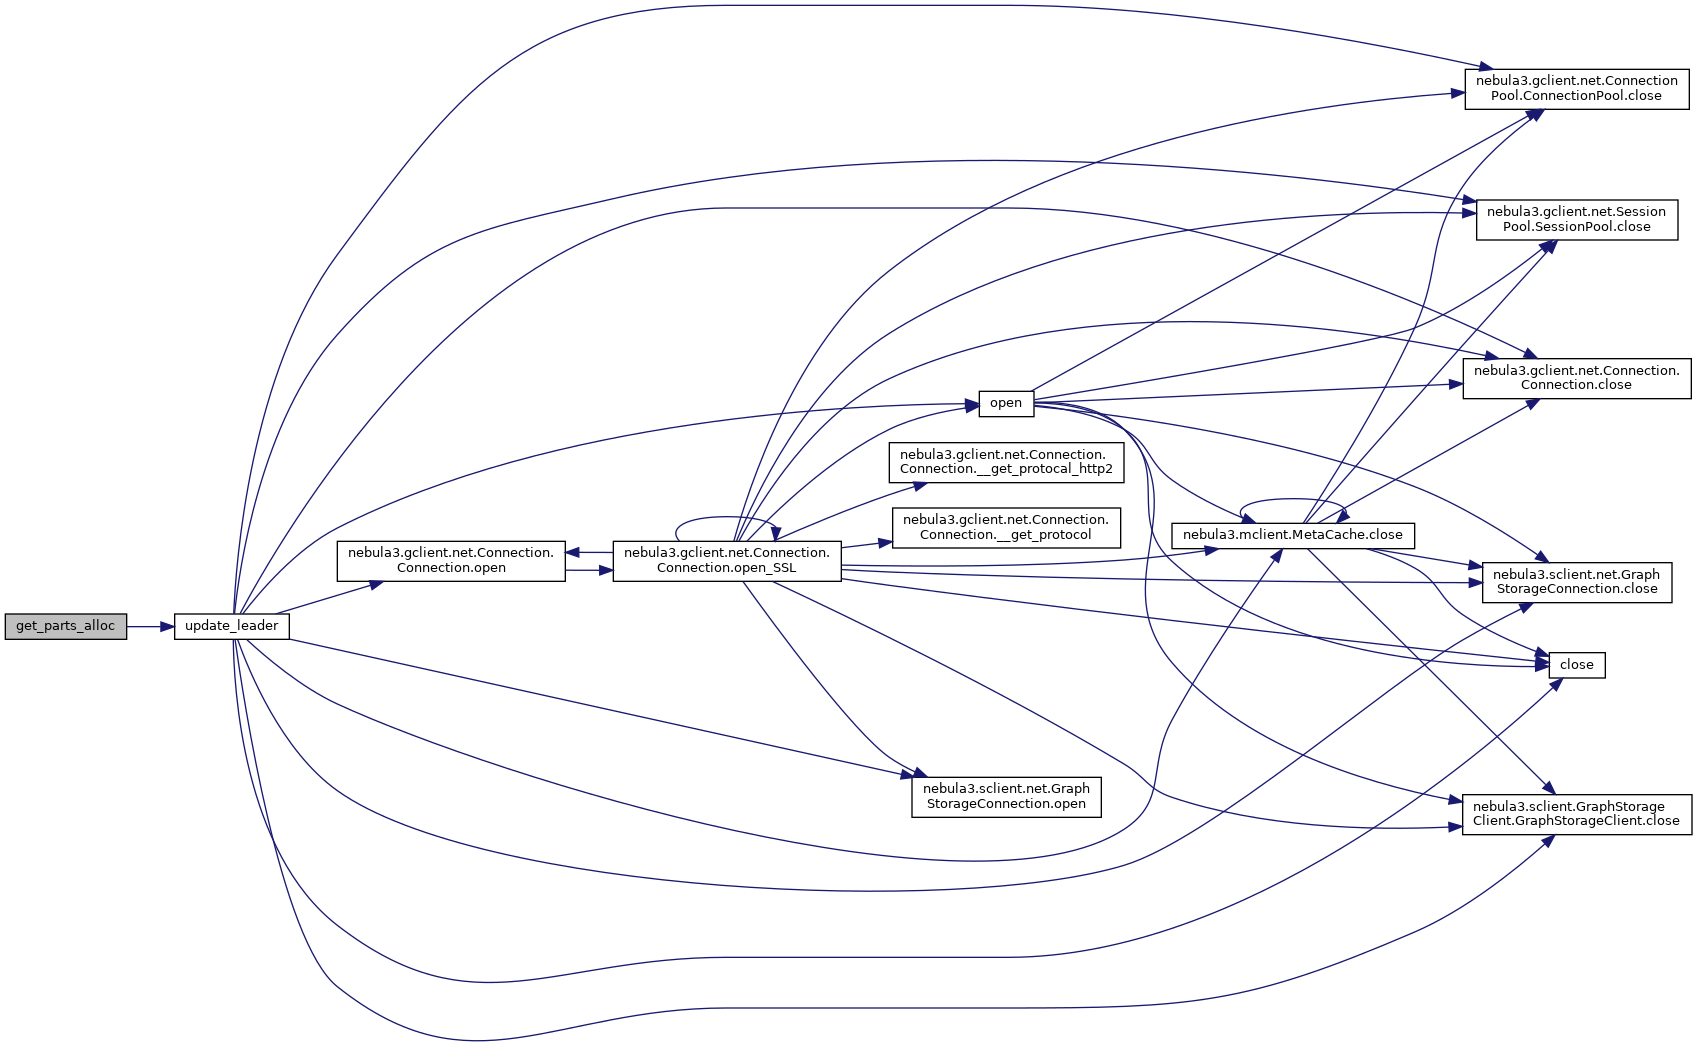 nebula3.gclient.net.Connection
Pool.ConnectionPool.close
nebula3.gclient.net.Session
Pool.SessionPool.close
nebula3.gclient.net.Connection.
Connection.close
open
nebula3.gclient.net.Connection.
Connection.__get_protocal_http2
nebula3.gclient.net.Connection.
Connection.__get_protocol
nebula3.mclient.MetaCache.close
nebula3.gclient.net.Connection.
Connection.open
nebula3.gclient.net.Connection.
Connection.open_SSL
nebula3.sclient.net.Graph
StorageConnection.close
get_parts_alloc
update_leader
close
nebula3.sclient.net.Graph
StorageConnection.open
nebula3.sclient.GraphStorage
Client.GraphStorageClient.close